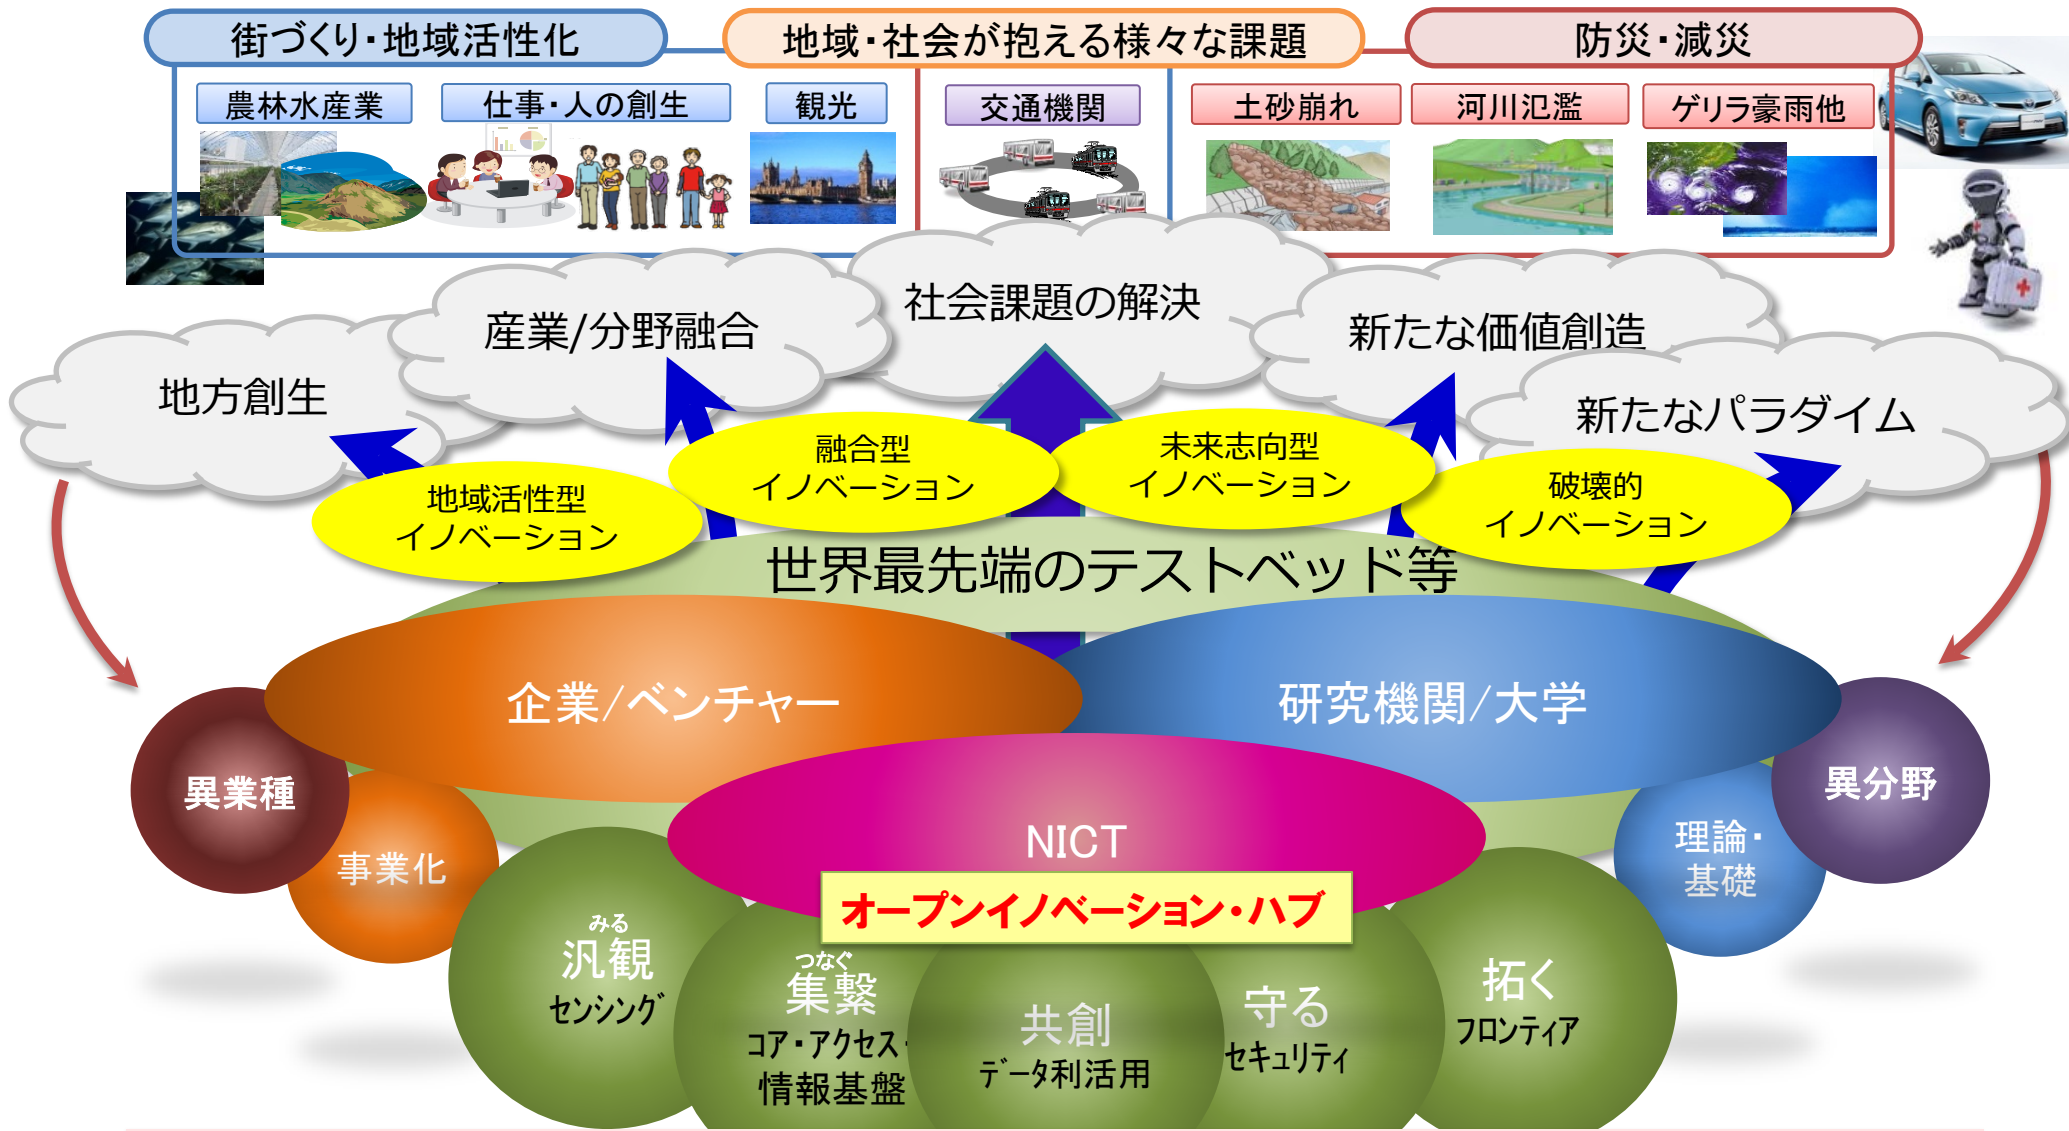 街づくり・地域活性化
地域・社会が抱える様々な課題
防災・減災
農林水産業
仕事・人の創生
観光
交通機関
土砂崩れ
河川氾濫
ゲリラ豪雨他
社会課題の解決
産業/分野融合
新たな価値創造
地方創生
新たなパラダイム
融合型
イノベーション
未来志向型
イノベーション
地域活性型
イノベーション
破壊的
イノベーション
世界最先端のテストベッド等
企業/ベンチャー
研究機関/大学
異業種
異分野
事業化
NICT
理論・
基礎
オープンイノベーション・ハブ
みる
汎観
センシング
つなぐ
集繋
コア・アクセス・
情報基盤
共創
データ利活用
守る
セキュリティ
拓く
フロンティア